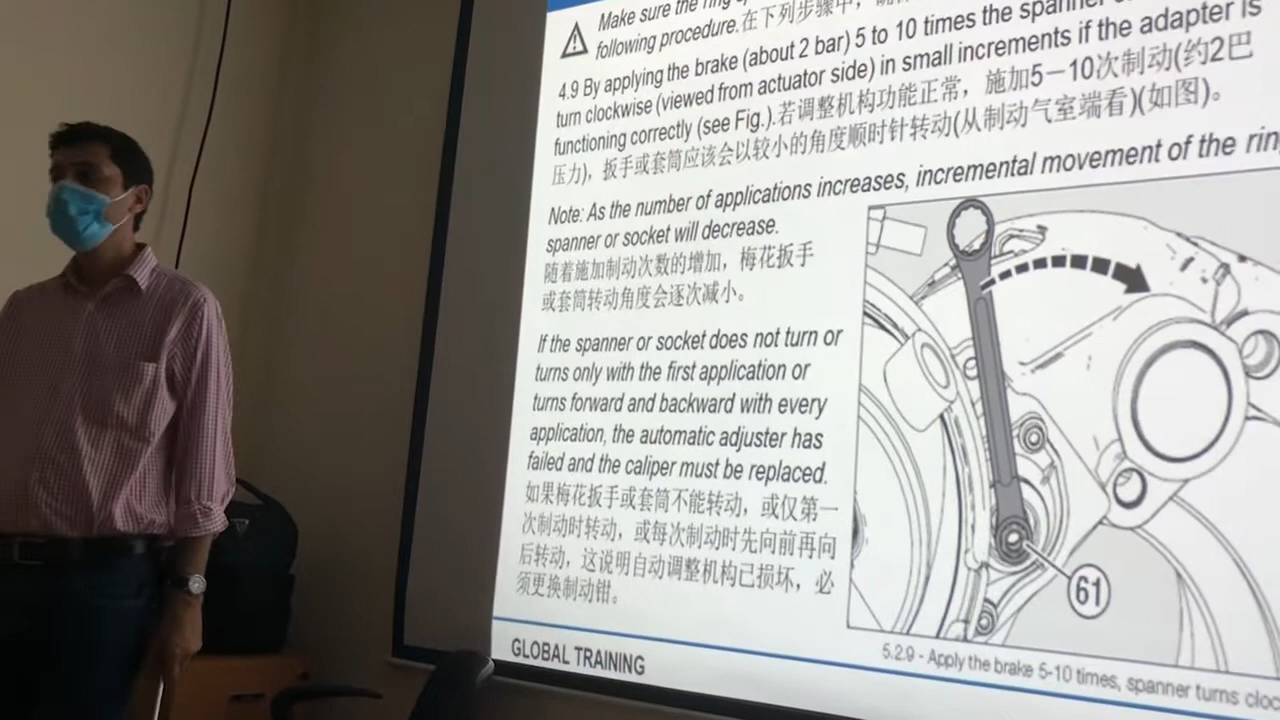 Make sure the ring
following procedure.在下列步骤中，
4.9 By applying the brake (about 2 bar) 5 to 10 times the spanner
turn clockwise (viewed from actuator side) in small increments if the adapter is
functioning correctly (see Fig.).若调整机构功能正常，施加5－10次制动(约2巴
压力)，扳手或套筒应该会以较小的角度顺时针转动(从制动气室端看)(如图)。
Note: As the number of applications increases, incremental movement of the ring
spanner or socket will decrease.
随着施加制动次数的增加，梅花扳手
或套筒转动角度会逐次减小。
If the spanner or socket does not turn or
turns only with the first application or
turns forward and backward with every
application, the automatic adjuster has
failed and the caliper must be replaced.
如果梅花扳手或套筒不能转动，或仅第一
次制动时转动，或每次制动时先向前再向
后转动，这说明自动调整机构已损坏，必
须更换制动钳。
61
5.2.9 - Apply the brake 5-10 times, spanner turns
GLOBAL TRAINING